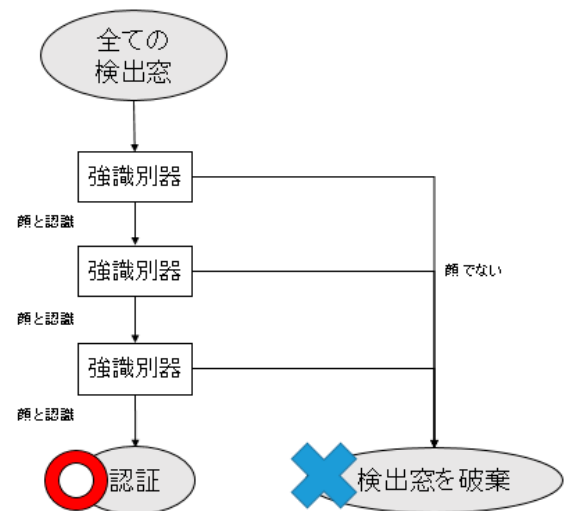 全ての
検出窓
強識別器
顔と認識
強識別器
顔でない
顔と認識
強識別器
顔と認識
認証
検出窓を破棄